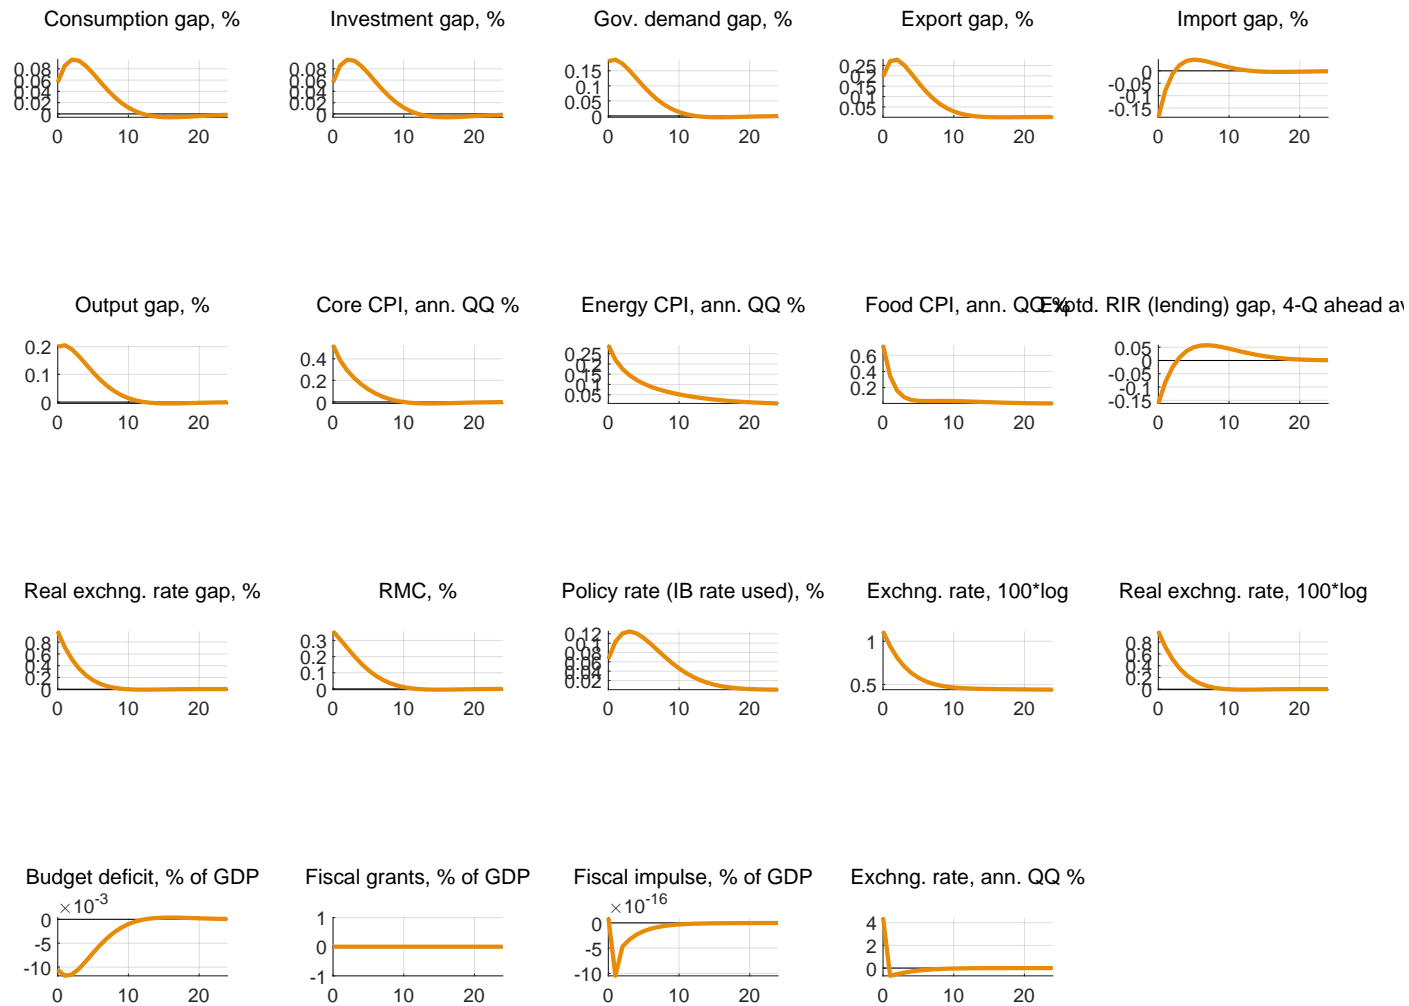 Consumption gap, %
0.08
0.06
0.04
0.02
0
0 10 20
Investment gap, %
0.08
0.06
0.04
0.02
0
0 10 20
Gov. demand gap, %
0.15
0.1
0.05
0
0 10 20
Export gap, %
0.25
0.2
0.15
0.1
0.05
0 10 20
Import gap, %
0
-0.05
-0.1
-0.15
0 10 20
Output gap, %
0.2
0.1
0
0 10 20
Core CPI, ann. QQ %
0.4
0.2
0
0 10 20
Energy CPI, ann. QQ %
0.25
0.2
0.15
0.1
0.05
0 10 20
Food CPI, ann. QQ %
0.6
0.4
0.2
0 10 20
Exptd. RIR (lending) gap, 4-Q ahead av
0.05
0
-0.05
-0.1
-0.15
0 10 20
Real exchng. rate gap, %
0.8
0.6
0.4
0.2
0
0 10 20
RMC, %
0.3
0.2
0.1
0
0 10 20
Policy rate (IB rate used), %
0.12
0.1
0.08
0.06
0.04
0.02
0 10 20
Exchng. rate, 100*log
1
0.5
0 10 20
Real exchng. rate, 100*log
0.8
0.6
0.4
0.2
0
0 10 20
Budget deficit, % of GDP
×10⁻³
0
-5
-10
0 10 20
Fiscal grants, % of GDP
1
0
-1
0 10 20
Fiscal impulse, % of GDP
×10⁻¹⁶
0
-5
-10
0 10 20
Exchng. rate, ann. QQ %
4
2
0
0 10 20